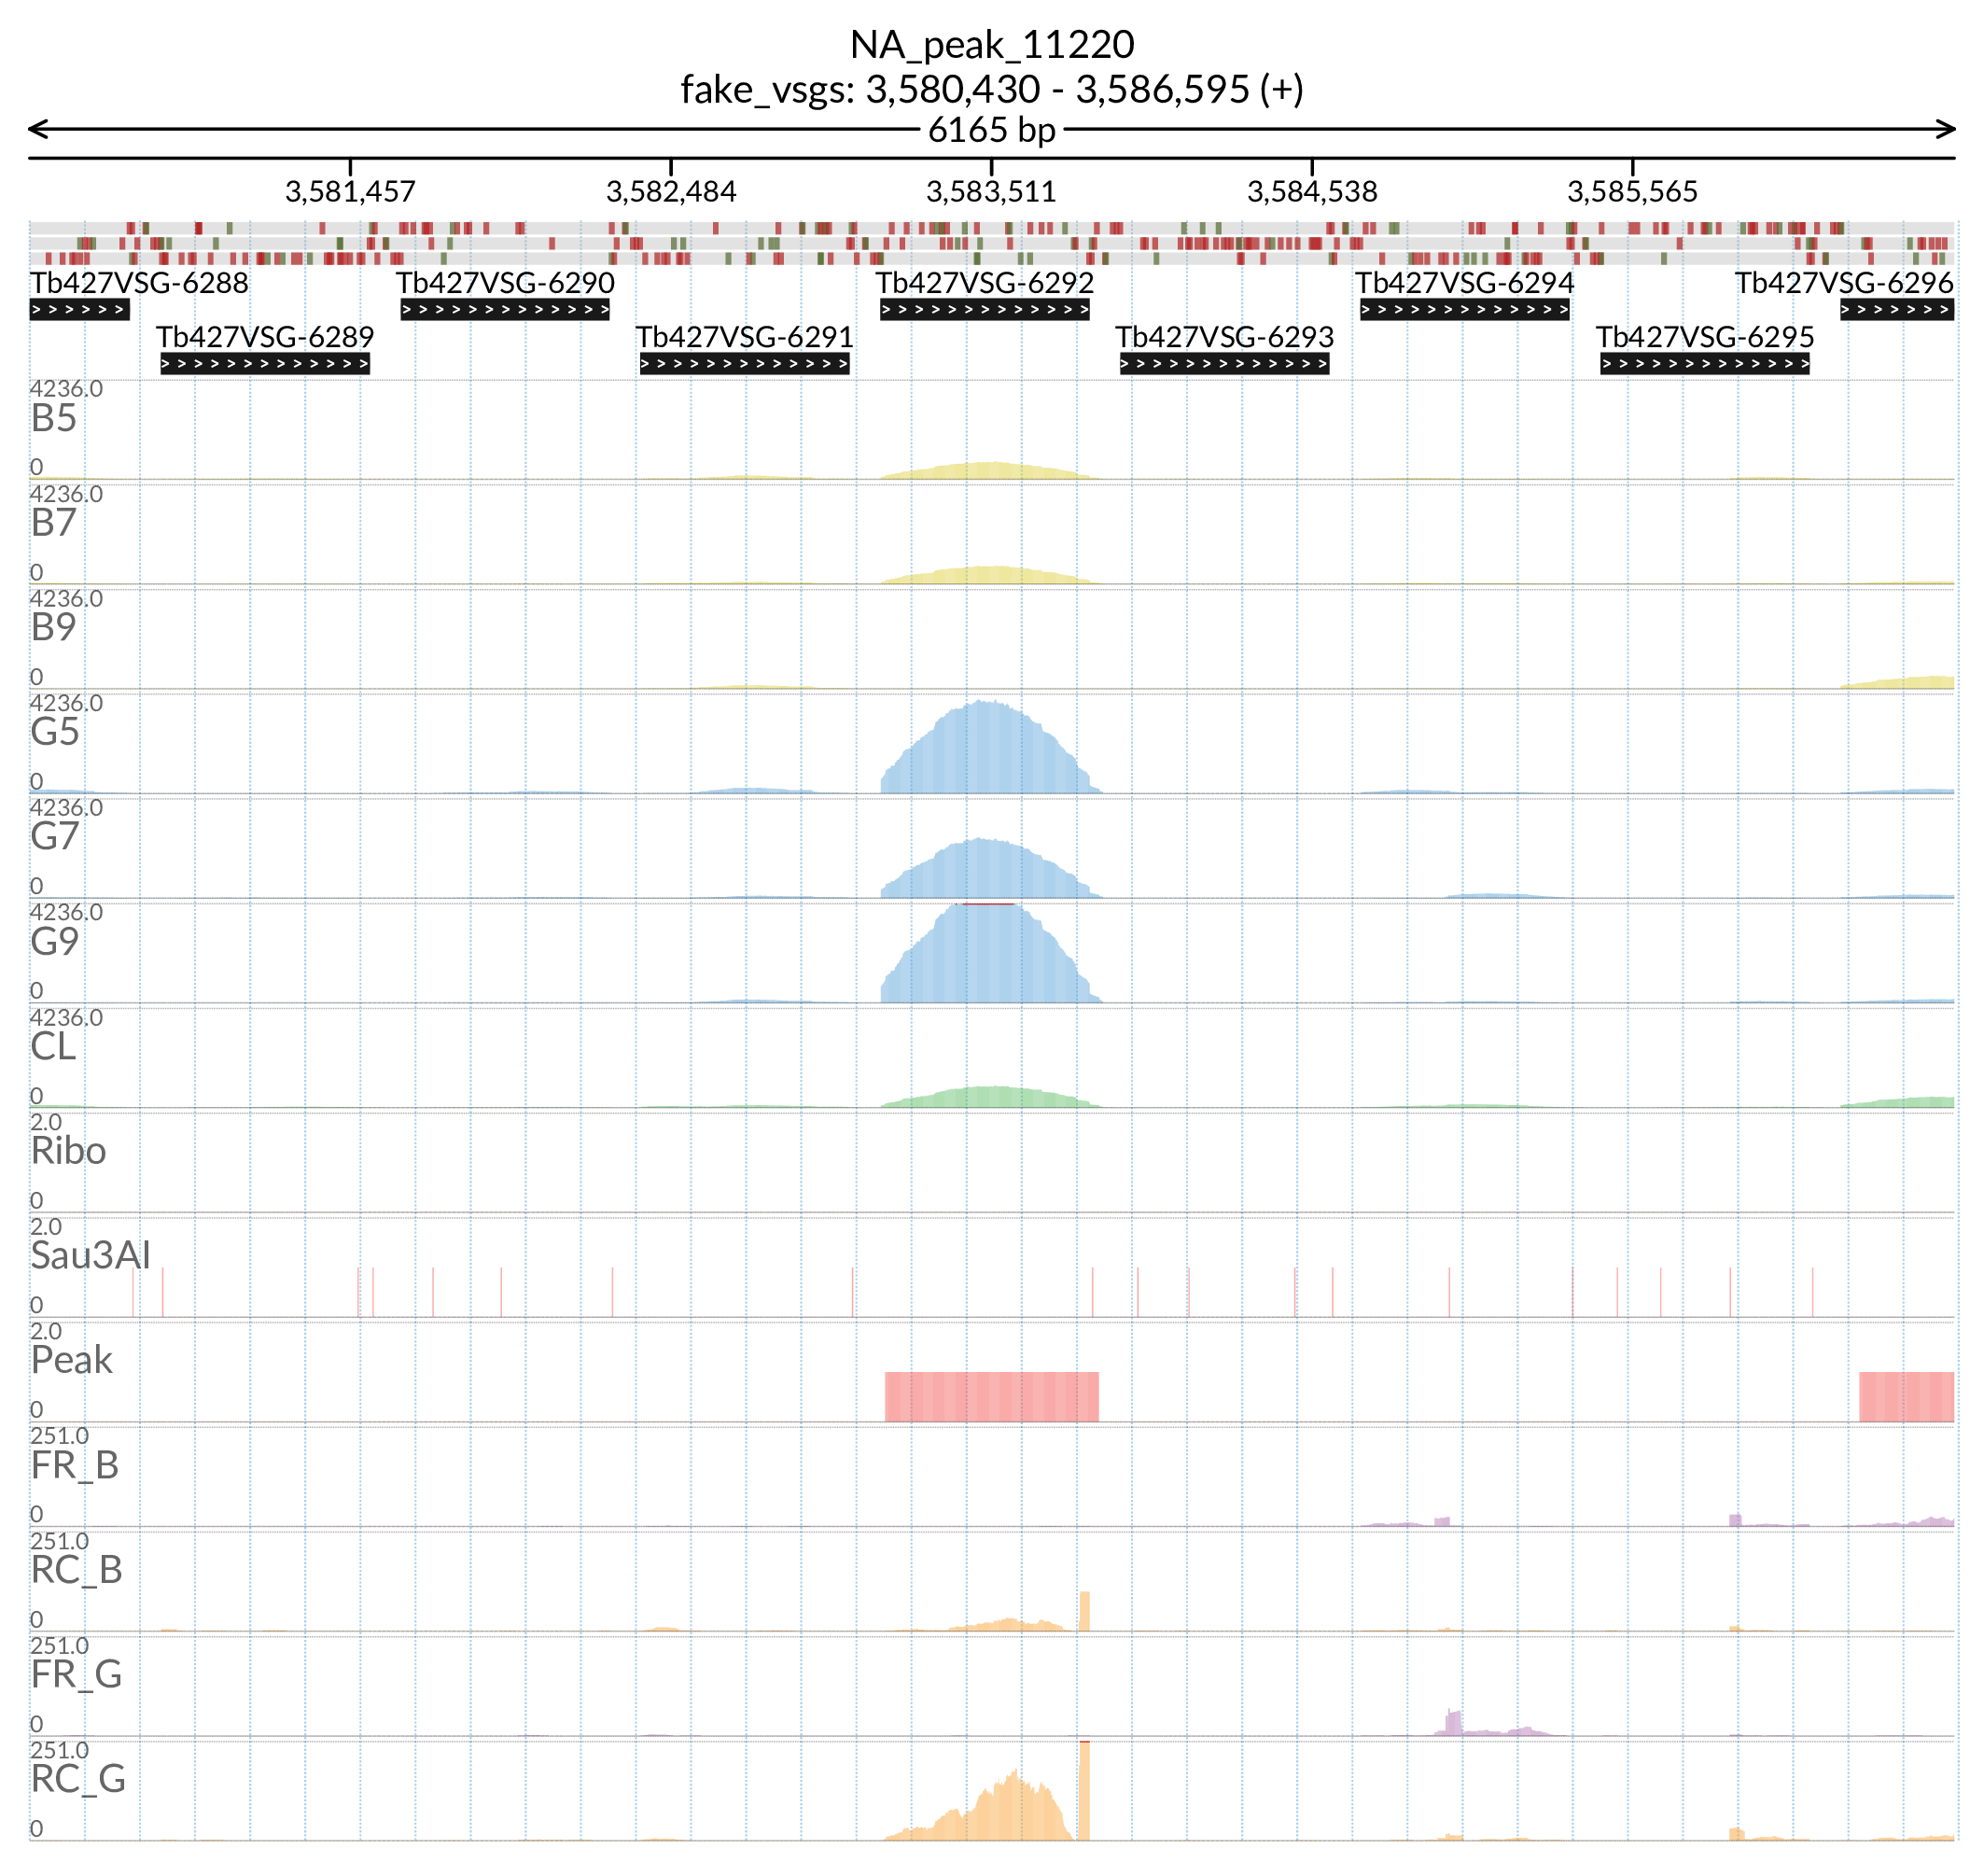 NA_peak_11220
fake_vsgs: 3,580,430 - 3,586,595 (+)
6165 bp
3,581,457 3,582,484 3,583,511 3,584,538 3,585,565
Tb427VSG-6288 Tb427VSG-6290 Tb427VSG-6292 Tb427VSG-6294 Tb427VSG-6296
Tb427VSG-6289 Tb427VSG-6291 Tb427VSG-6293 Tb427VSG-6295
4236.0
B5
0
4236.0
B7
0
4236.0
B9
0
4236.0
G5
0
4236.0
G7
0
4236.0
G9
0
4236.0
CL
0
2.0
Ribo
0
2.0
Sau3AI
0
2.0
Peak
0
251.0
FR_B
0
251.0
RC_B
0
251.0
FR_G
0
251.0
RC_G
0